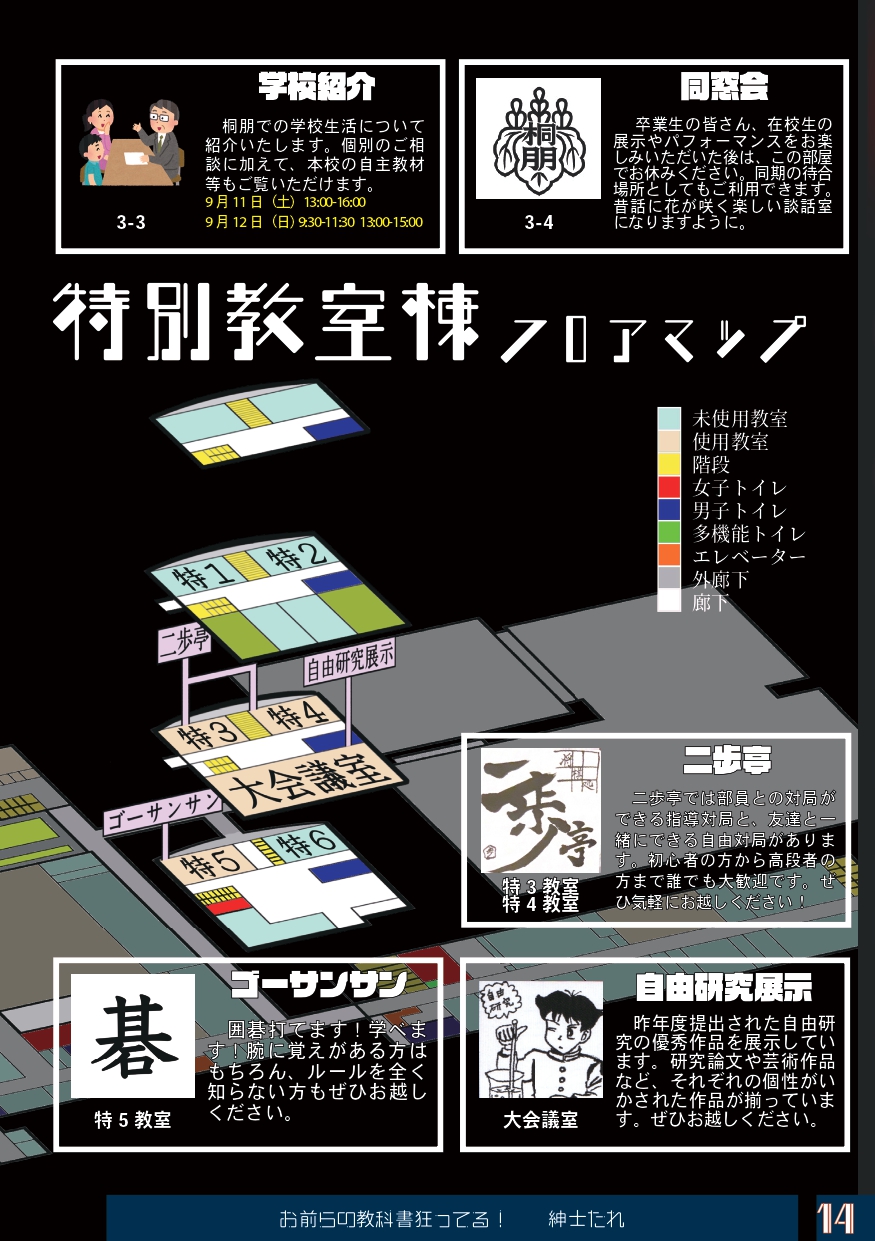 学校紹介
桐朋での学校生活について
紹介いたします。個別のご相
談に加えて、本校の自主教材
等もご覧いただけます。
9月11日（土）13:00-16:00
9月12日（日）9:30-11:30 13:00-15:00
3-3
同窓会
桐朋
卒業生の皆さん、在校生の
展示やパフォーマンスをお楽
しみいただいた後は、この部屋
でお休みください。同期の待合
場所としてもご利用できます。
昔話に花が咲く楽しい談話室
になりますように。
3-4
特別教室棟フロアマップ
未使用教室
使用教室
階段
女子トイレ
男子トイレ
多機能トイレ
エレベーター
外廊下
廊下
特1
特2
二歩亭
自由研究展示
特3
特4
大会議室
ゴーサンサン
特5
特6
二歩亭
二歩亭
二歩亭では部員との対局が
できる指導対局と、友達と一
緒にできる自由対局がありま
す。初心者の方から高段者の
方まで誰でも大歓迎です。ぜ
ひ気軽にお越しください！
特3教室
特4教室
ゴーサンサン
碁
囲碁打てます！学べま
す！腕に覚えがある方は
もちろん、ルールを全く
知らない方もぜひお越し
ください。
特5教室
自由研究展示
自由
研究
昨年度提出された自由研
究の優秀作品を展示してい
ます。研究論文や芸術作品
など、それぞれの個性がい
かされた作品が揃っていま
す。ぜひお越しください。
大会議室
お前らの教科書狂ってる！　紳士たれ
14